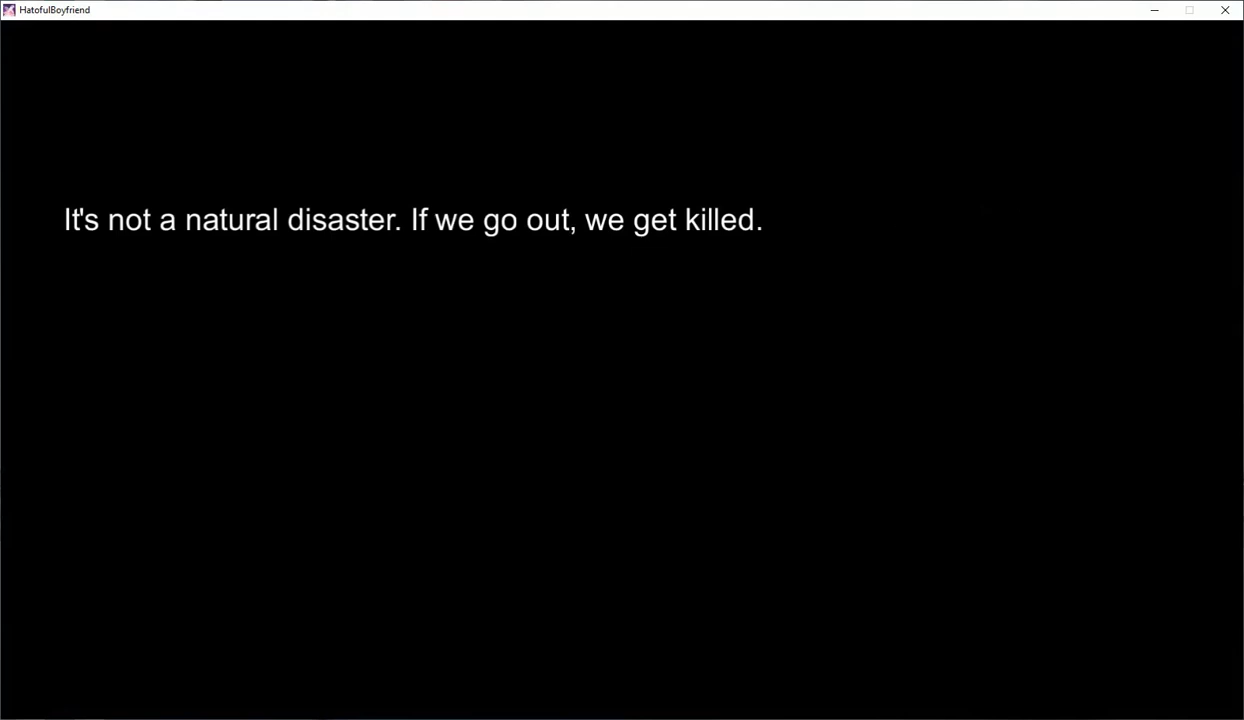 HatofulBoyfriend
It's not a natural disaster. If we go out, we get killed.